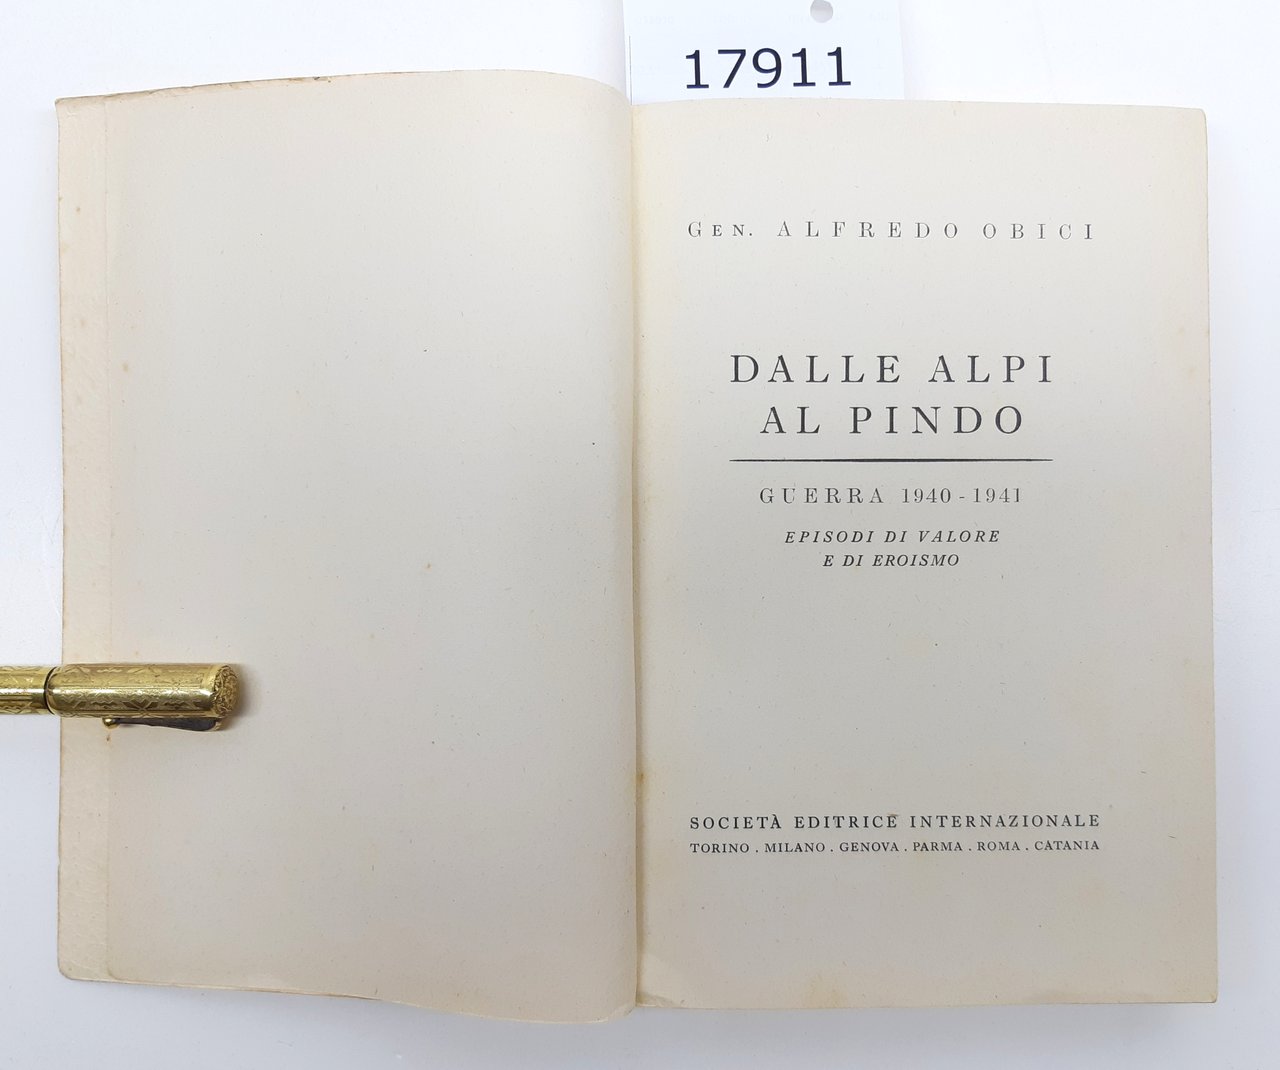 17911
GEN. ALFREDO OBICI
DALLE ALPI
AL PINDO
GUERRA 1940-1941
EPISODI DI VALORE
E DI EROISMO
SOCIETÀ EDITRICE INTERNAZIONALE
TORINO . MILANO . GENOVA . PARMA . ROMA . CATANIA